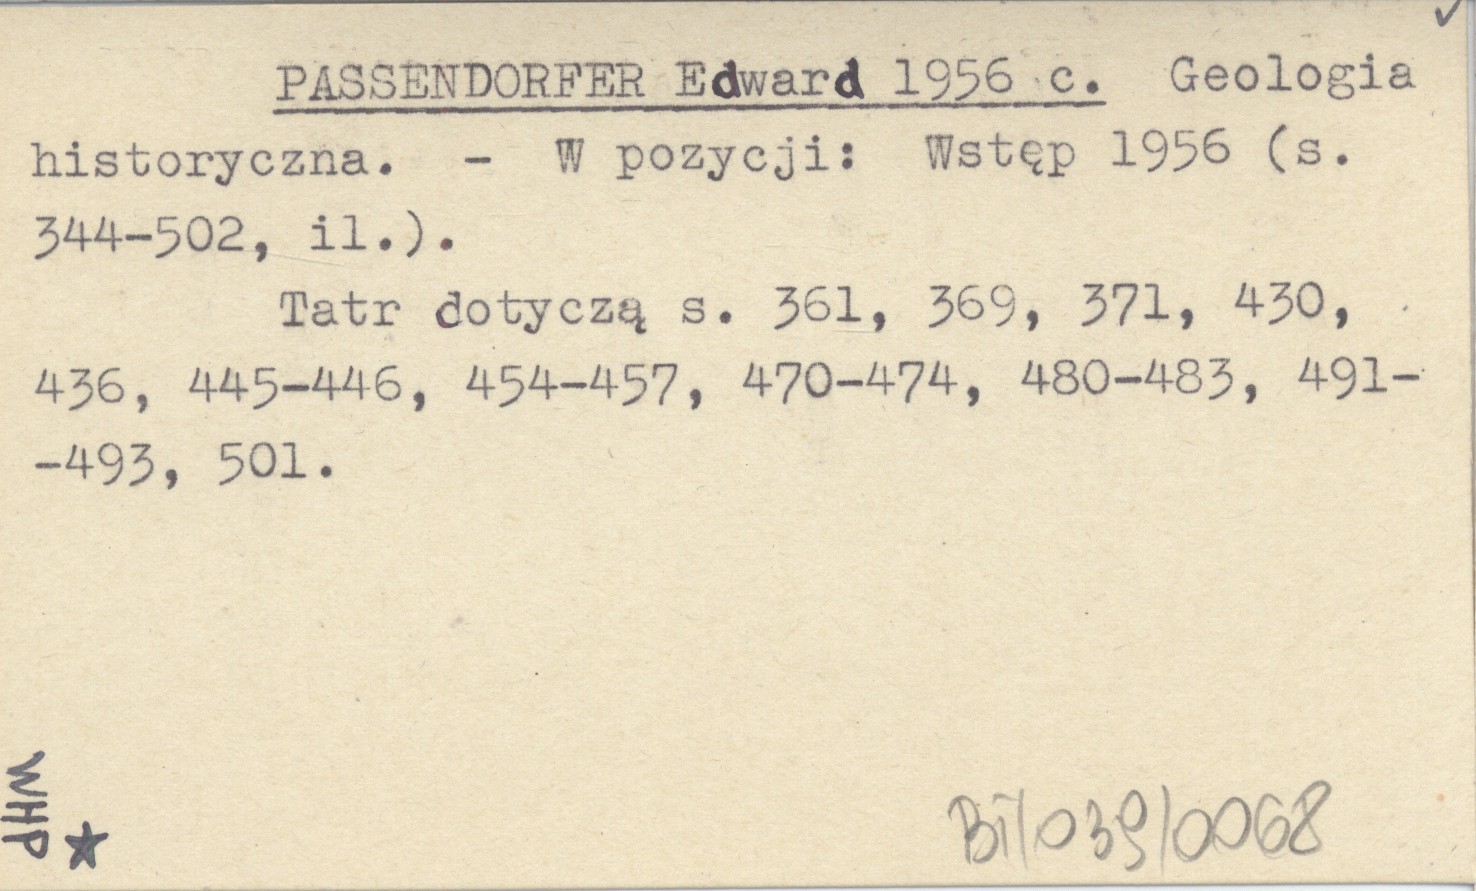 PASSENDORFER Edward 1956 c. Geologia
historyczna. - W pozycji: Wstęp 1956 (s.
344-502, il.).
Tatr dotyczą s. 361, 369, 371, 430,
436, 445-446, 454-457, 470-474, 480-483, 491-
-493, 501.
WHP
BT/039/0068